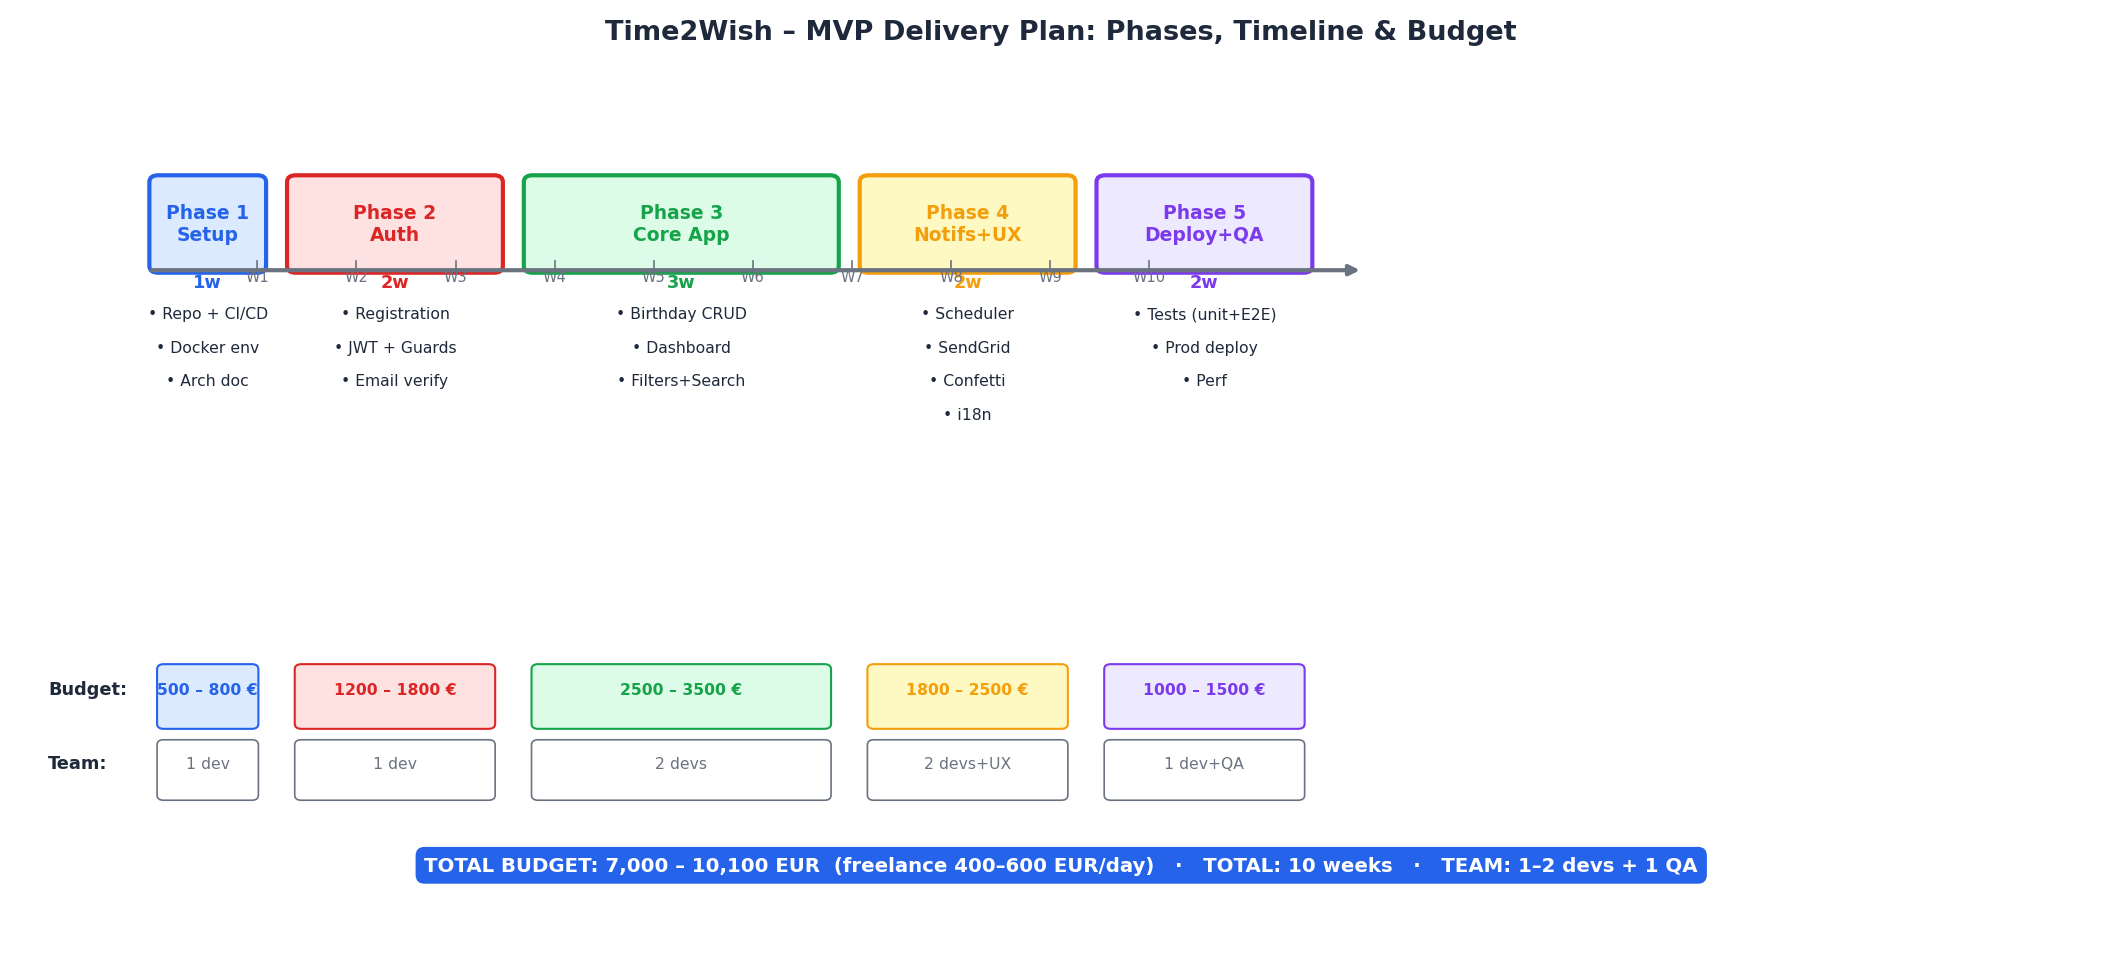 Time2Wish – MVP Delivery Plan: Phases, Timeline & Budget
Phase 1
Setup
Phase 2
Auth
Phase 3
Core App
Phase 4
Notifs+UX
Phase 5
Deploy+QA
W1 W2 W3 W4 W5 W6 W7 W8 W9 W10
1w 2w 3w 2w 2w
• Repo + CI/CD
• Docker env
• Arch doc
• Registration
• JWT + Guards
• Email verify
• Birthday CRUD
• Dashboard
• Filters+Search
• Scheduler
• SendGrid
• Confetti
• i18n
• Tests (unit+E2E)
• Prod deploy
• Perf
Budget: 500 – 800 € 1200 – 1800 € 2500 – 3500 € 1800 – 2500 € 1000 – 1500 €
Team: 1 dev 1 dev 2 devs 2 devs+UX 1 dev+QA
TOTAL BUDGET: 7,000 – 10,100 EUR (freelance 400–600 EUR/day) · TOTAL: 10 weeks · TEAM: 1–2 devs + 1 QA